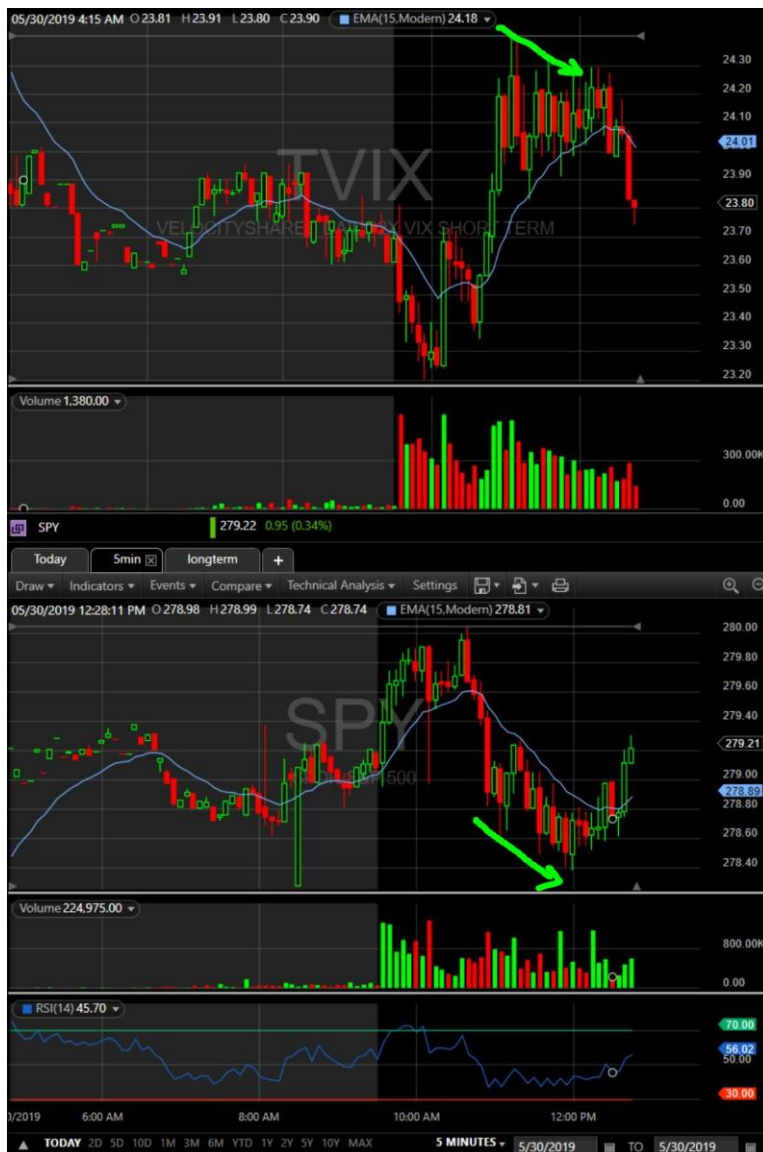 05/30/2019 4:15 AM O 23.81 H 23.91 L 23.80 C 23.90 EMA(15,Modern) 24.18
24.30
24.20
24.10
24.01
23.90
23.80
23.70
23.60
23.50
23.40
23.30
23.20
TVIX
VELOCITYSHARE VIX SHORT TERM
Volume 1,380.00
300.00K
0.00
SPY 279.22 0.95 (0.34%)
Today 5min longterm +
Draw Indicators Events Compare Technical Analysis Settings
05/30/2019 12:28:11 PM O 278.98 H 278.99 L 278.74 C 278.74 EMA(15,Modern) 278.81
280.00
279.80
279.60
279.40
279.21
279.00
278.89
278.80
278.60
278.40
SPY
500
Volume 224,975.00
800.00K
0.00
RSI(14) 45.70
70.00
56.02
50.00
30.00
0/2019 6:00 AM 8:00 AM 10:00 AM 12:00 PM
TODAY 2D 5D 10D 1M 3M 6M YTD 1Y 2Y 5Y 10Y MAX 5 MINUTES 5/30/2019 TO 5/30/2019